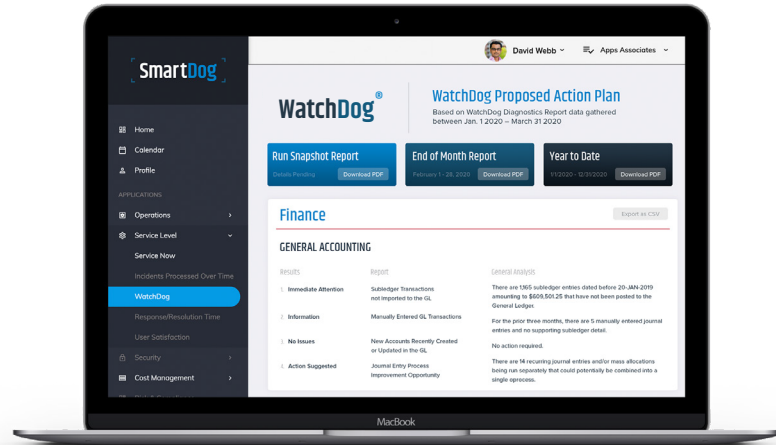 SmartDog
David Webb
Apps Associates
Home
Calendar
Profile
APPLICATIONS
Operations
Service Level
Service Now
Incidents Processed Over Time
WatchDog
Response/Resolution Time
User Satisfaction
Security
Cost Management
WatchDog®
WatchDog Proposed Action Plan
Based on WatchDog Diagnostics Report data gathered
between Jan. 1 2020 – March 31 2020
Run Snapshot Report
Details Pending
Download PDF
End of Month Report
February 1 - 28, 2020
Download PDF
Year to Date
1/1/2020 - 12/31/2020
Download PDF
Finance
Export as CSV
GENERAL ACCOUNTING
Results Report General Analysis
1. Immediate Attention
Subledger Transactions
not imported to the GL
There are 1,165 subledger entries dated before 20-JAN-2019
amounting to $609,501.25 that have not been posted to the
General Ledger.
2. Information
Manually Entered GL Transactions
For the prior three months, there are 5 manually entered journal
entries and no supporting subledger detail.
3. No Issues
New Accounts Recently Created
or Updated in the GL
No action required.
4. Action Suggested
Journal Entry Process
Improvement Opportunity
There are 14 recurring journal entries and/or mass allocations
being run separately that could potentially be combined into a
single oprocess.
MacBook